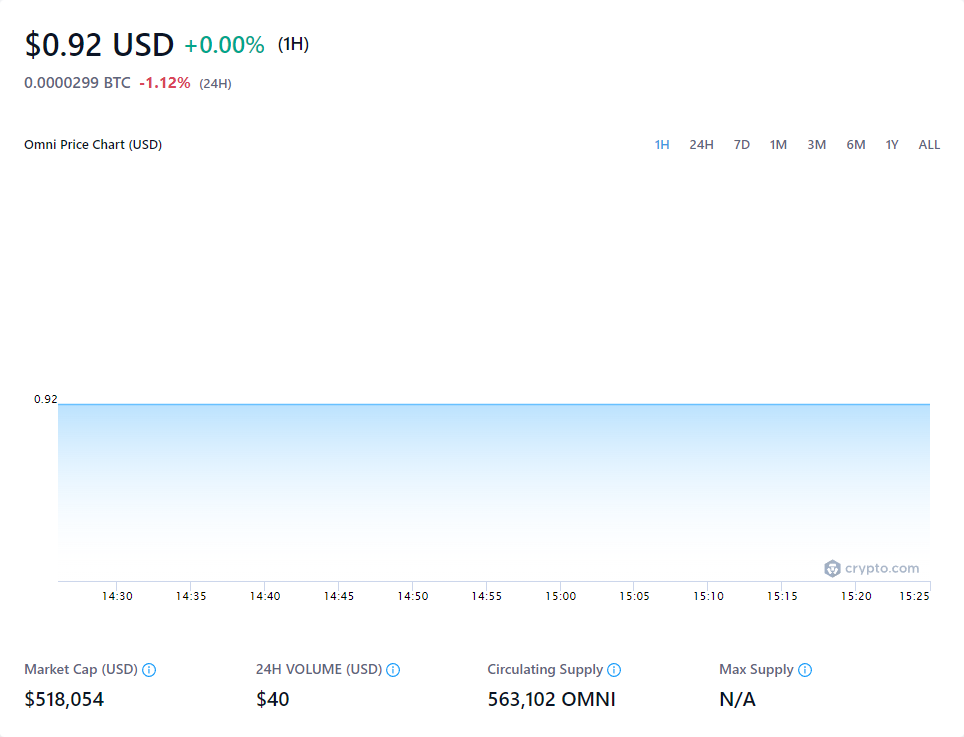 $0.92 USD +0.00% (1H)
0.0000299 BTC -1.12% (24H)
Omni Price Chart (USD) 1H 24H 7D 1M 3M 6M 1Y ALL
0.92
crypto.com
14:30 14:35 14:40 14:45 14:50 14:55 15:00 15:05 15:10 15:15 15:20 15:25
Market Cap (USD) 24H VOLUME (USD) Circulating Supply Max Supply
$518,054 $40 563,102 OMNI N/A